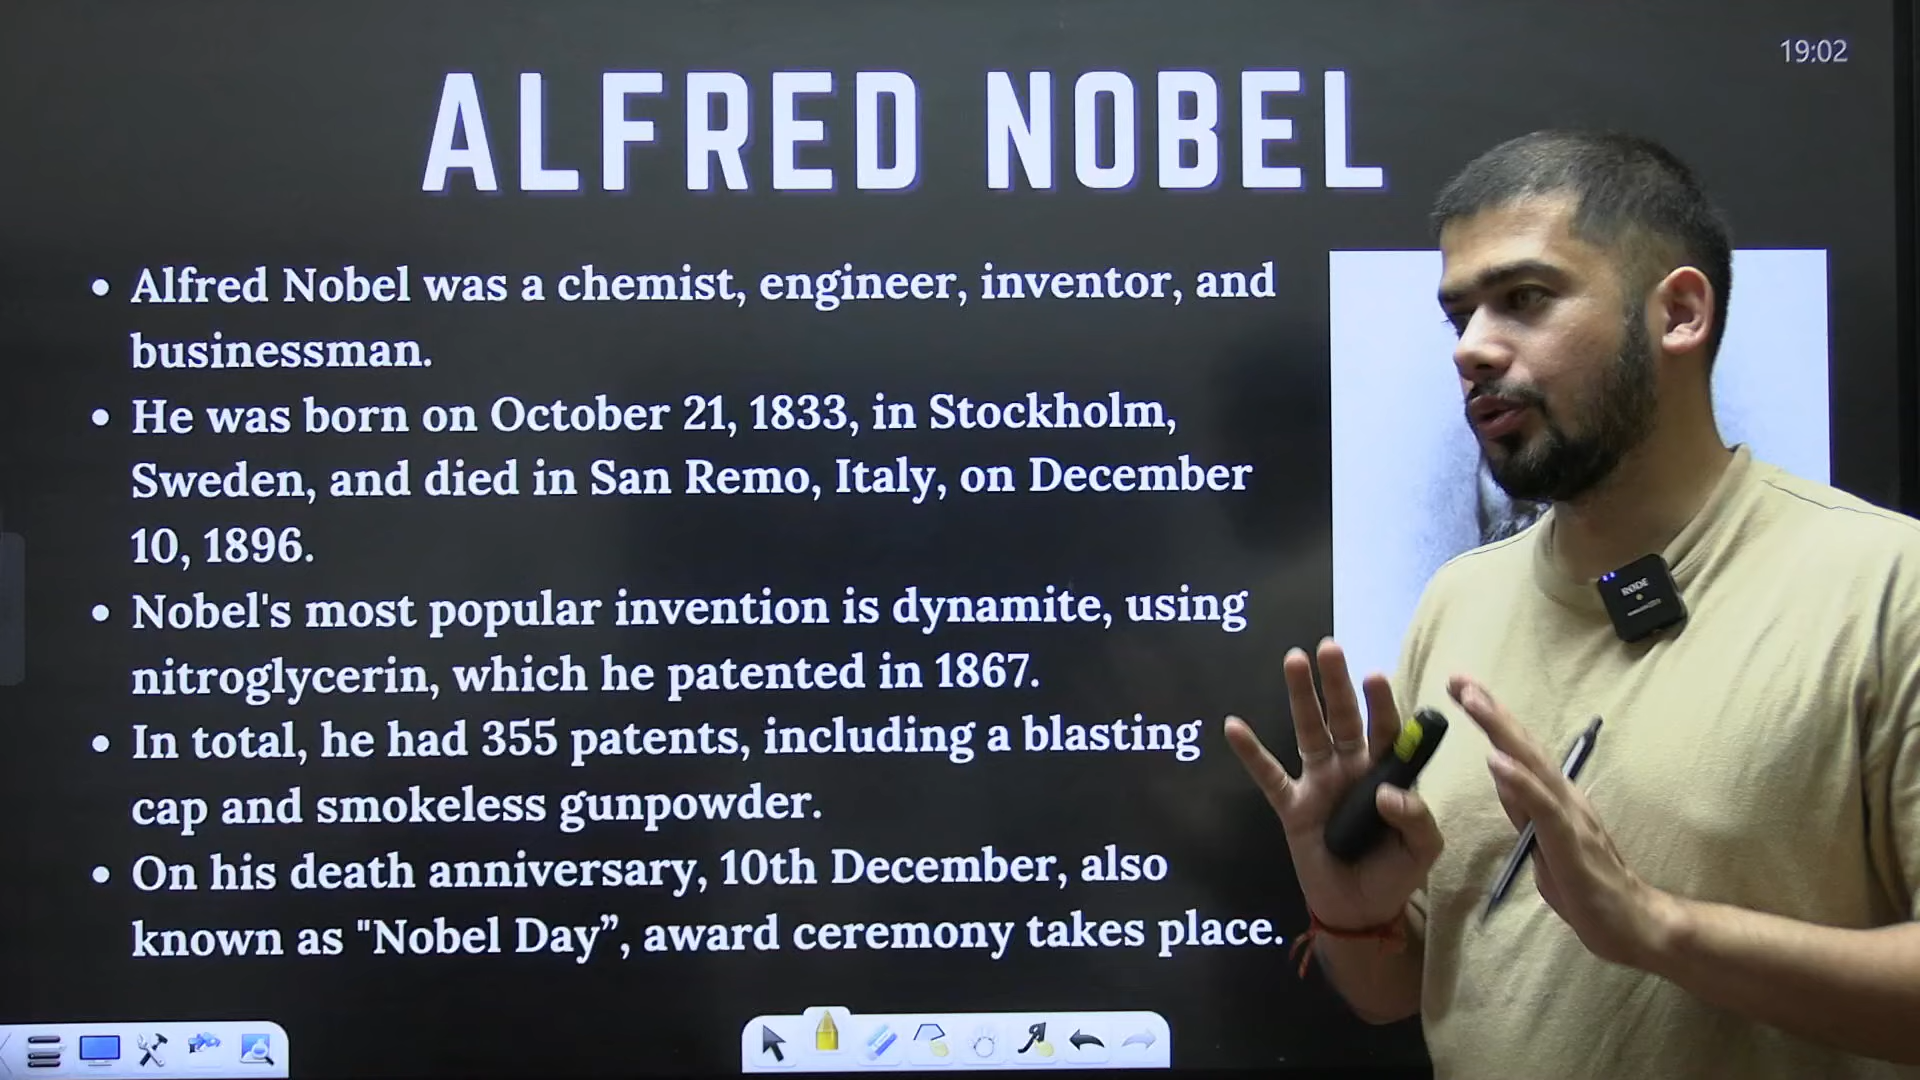 19:02
ALFRED NOBEL
• Alfred Nobel was a chemist, engineer, inventor, and
businessman.
• He was born on October 21, 1833, in Stockholm,
Sweden, and died in San Remo, Italy, on December
10, 1896.
• Nobel's most popular invention is dynamite, using
nitroglycerin, which he patented in 1867.
• In total, he had 355 patents, including a blasting
cap and smokeless gunpowder.
• On his death anniversary, 10th December, also
known as "Nobel Day”, award ceremony takes place.
RØDE